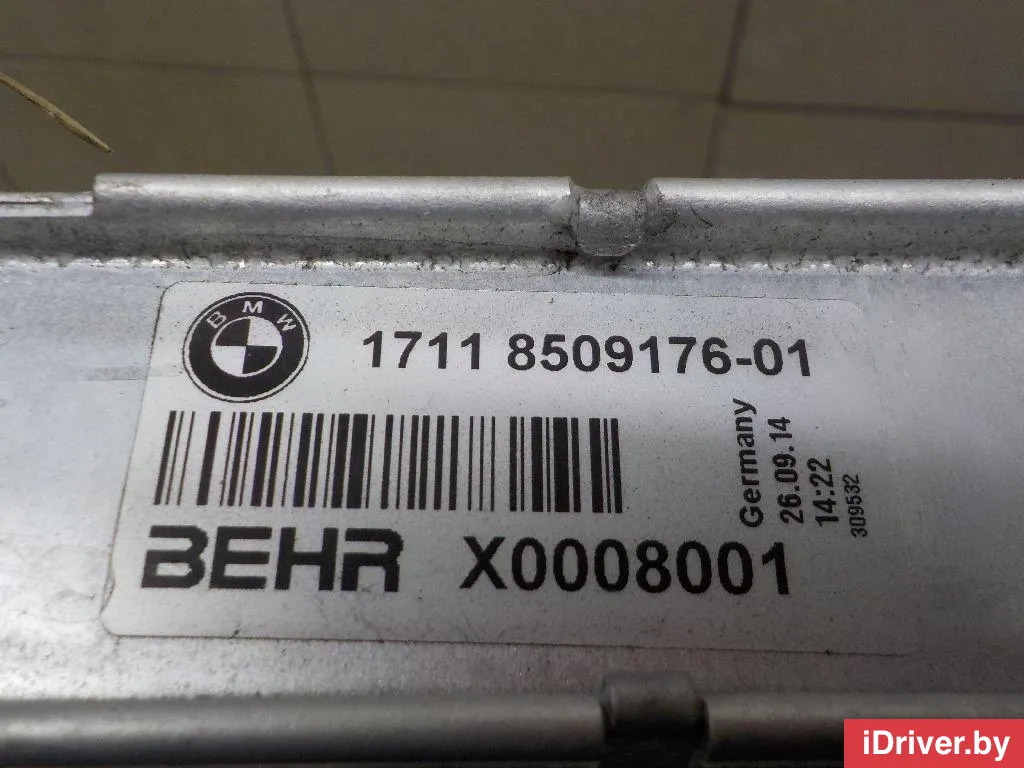 BMW
1711 8509176-01
Germany
26.09.14
14:22
309532
BEHR X0008001
iDriver.by